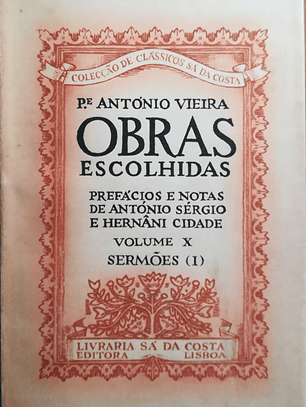 COLECÇÃO DE CLÁSSICOS SÁ DA COSTA
P.E ANTÓNIO VIEIRA
OBRAS
ESCOLHIDAS
PREFÁCIOS E NOTAS
DE ANTÓNIO SÉRGIO
E HERNÂNI CIDADE
VOLUME X
SERMÕES (I)
LIVRARIA SÁ DA COSTA
EDITORA LISBOA